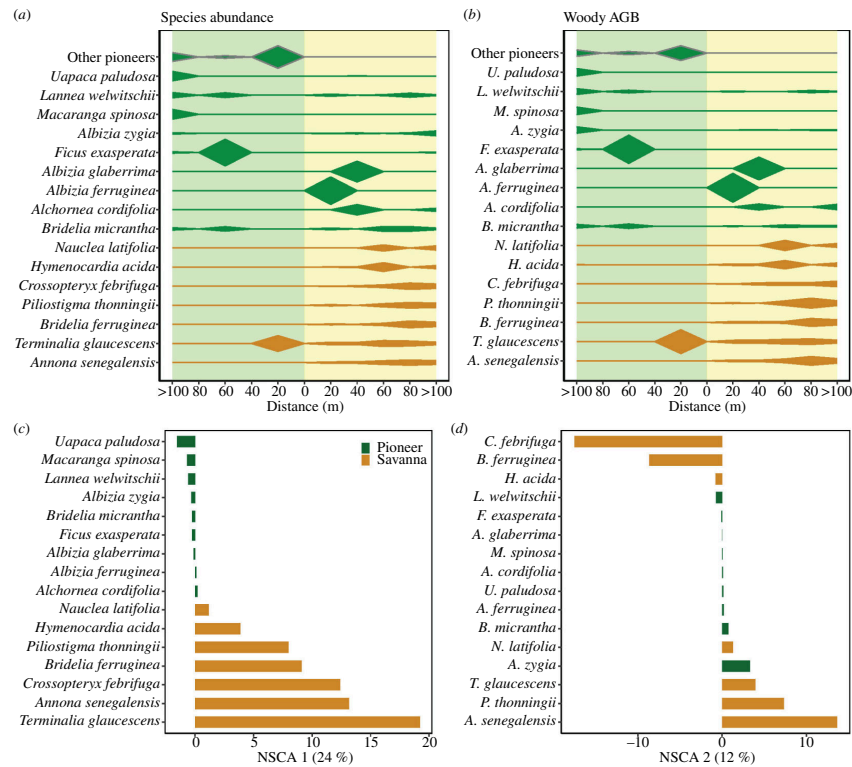 (a) Species abundance
Other pioneers
Uapaca paludosa
Lannea welwitschii
Macaranga spinosa
Albizia zygia
Ficus exasperata
Albizia glaberrima
Albizia ferruginea
Alchornea cordifolia
Bridelia micrantha
Nauclea latifolia
Hymenocardia acida
Crossopteryx febrifuga
Piliostigma thonningii
Bridelia ferruginea
Terminalia glaucescens
Annona senegalensis
>100 80 60 40 20 0 20 40 60 80 >100
Distance (m)
(b) Woody AGB
Other pioneers
U. paludosa
L. welwitschii
M. spinosa
A. zygia
F. exasperata
A. glaberrima
A. ferruginea
A. cordifolia
B. micrantha
N. latifolia
H. acida
C. febrifuga
P. thonningii
B. ferruginea
T. glaucescens
A. senegalensis
>100 80 60 40 20 0 20 40 60 80 >100
Distance (m)
(c)
Uapaca paludosa
Macaranga spinosa
Lannea welwitschii
Albizia zygia
Bridelia micrantha
Ficus exasperata
Albizia glaberrima
Albizia ferruginea
Alchornea cordifolia
Nauclea latifolia
Hymenocardia acida
Piliostigma thonningii
Bridelia ferruginea
Crossopteryx febrifuga
Annona senegalensis
Terminalia glaucescens
Pioneer
Savanna
0 5 10 15 20
NSCA 1 (24 %)
(d)
C. febrifuga
B. ferruginea
H. acida
L. welwitschii
F. exasperata
A. glaberrima
M. spinosa
A. cordifolia
U. paludosa
A. ferruginea
B. micrantha
N. latifolia
A. zygia
T. glaucescens
P. thonningii
A. senegalensis
−10 0 10
NSCA 2 (12 %)